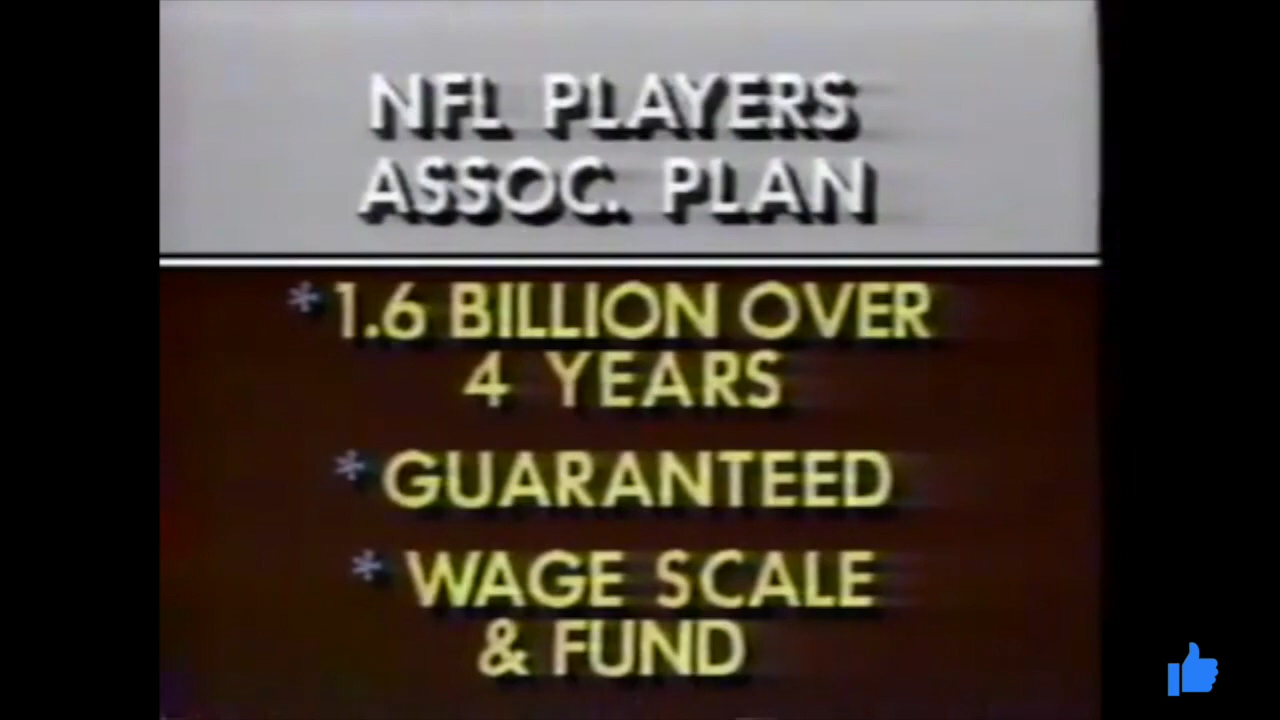 NFL PLAYERS
ASSOC. PLAN
* 1.6 BILLION OVER
4 YEARS
* GUARANTEED
* WAGE SCALE
& FUND